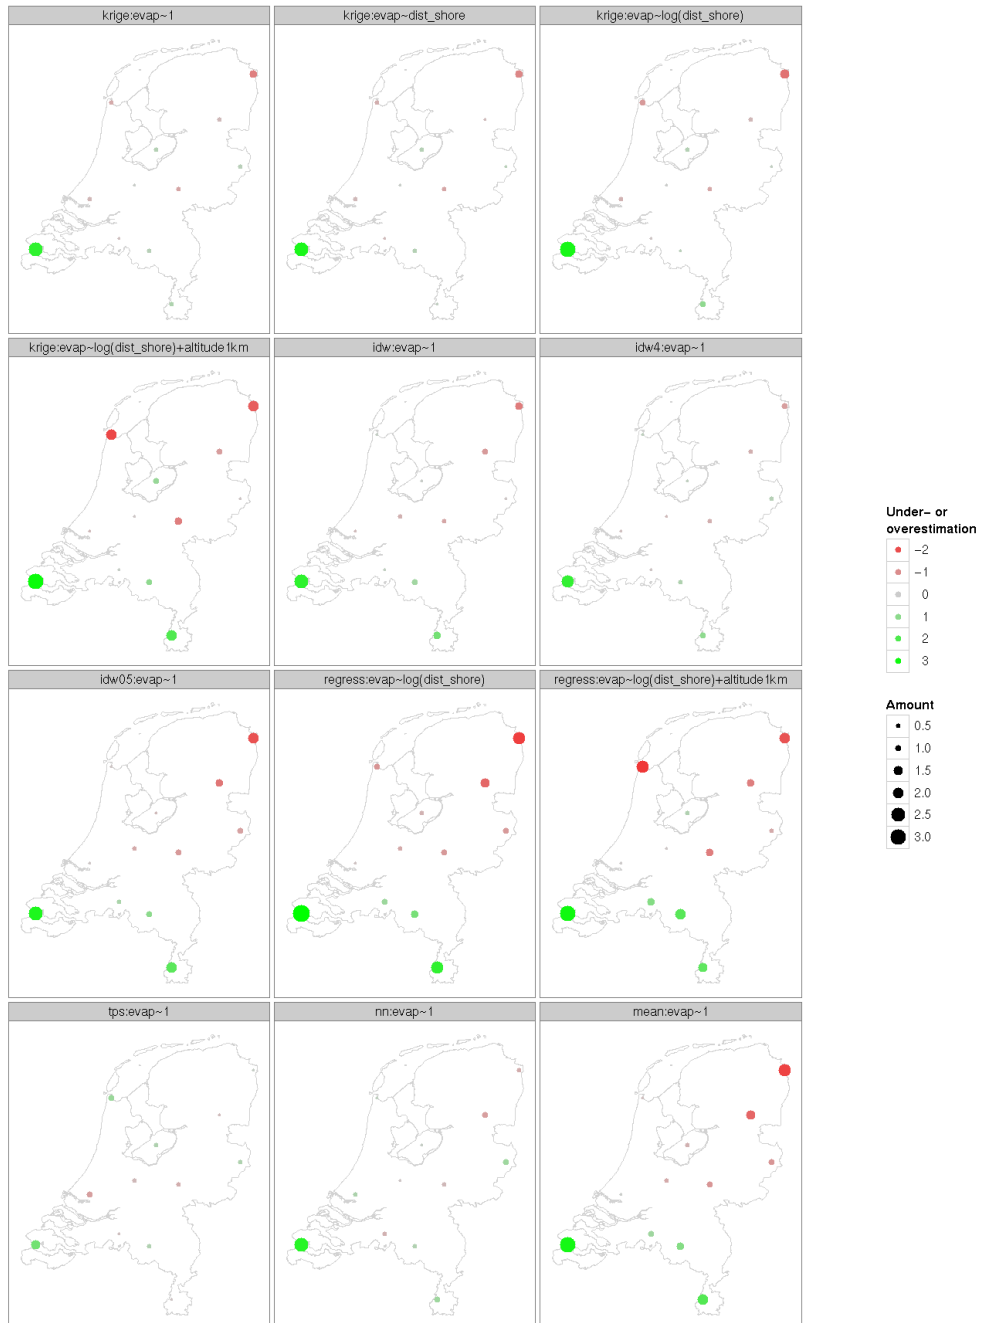 krige:evap~1
krige:evap~dist_shore
krige:evap~log(dist_shore)
krige:evap~log(dist_shore)+altitude1km
idw:evap~1
idw4:evap~1
idw05:evap~1
regress:evap~log(dist_shore)
regress:evap~log(dist_shore)+altitude1km
tps:evap~1
nn:evap~1
mean:evap~1
Under- or
overestimation
-2
-1
0
1
2
3
Amount
0.5
1.0
1.5
2.0
2.5
3.0